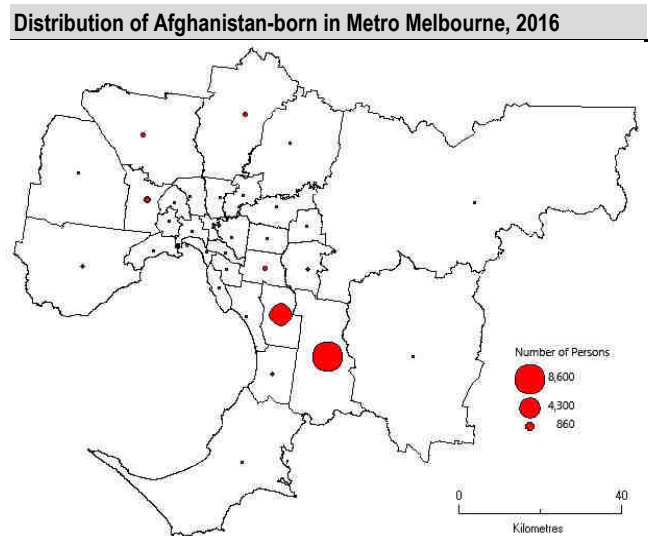 Distribution of Afghanistan-born in Metro Melbourne, 2016
Number of Persons
8,600
4,300
860
0 40
Kilometres